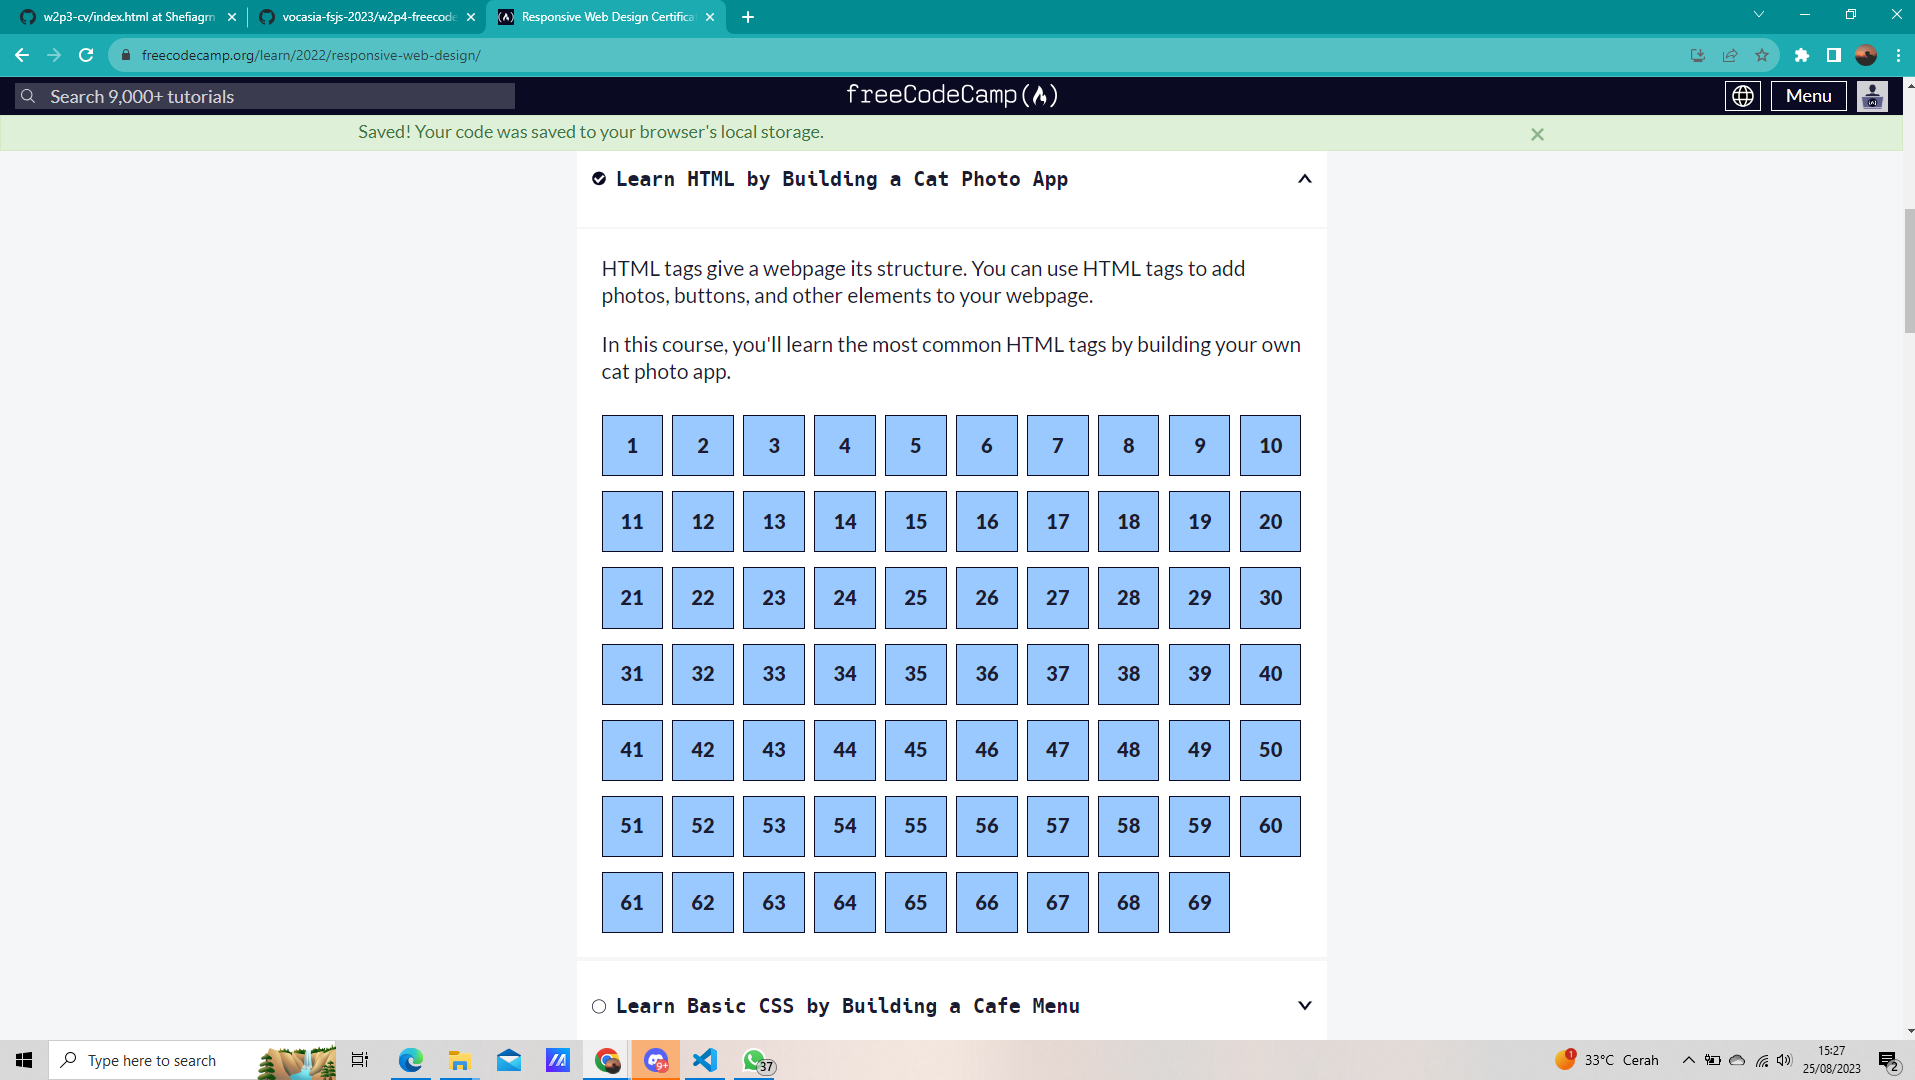 w2p3-cv/index.html at Shefiagrn
vocasia-fsjs-2023/w2p4-freecode
Responsive Web Design Certifica
freecodecamp.org/learn/2022/responsive-web-design/
Search 9,000+ tutorials
freeCodeCamp
Menu
Saved! Your code was saved to your browser's local storage.
Learn HTML by Building a Cat Photo App
HTML tags give a webpage its structure. You can use HTML tags to add
photos, buttons, and other elements to your webpage.
In this course, you'll learn the most common HTML tags by building your own
cat photo app.
1 2 3 4 5 6 7 8 9 10
11 12 13 14 15 16 17 18 19 20
21 22 23 24 25 26 27 28 29 30
31 32 33 34 35 36 37 38 39 40
41 42 43 44 45 46 47 48 49 50
51 52 53 54 55 56 57 58 59 60
61 62 63 64 65 66 67 68 69
Learn Basic CSS by Building a Cafe Menu
Type here to search
9+
37
1
33°C Cerah
15:27
25/08/2023
2